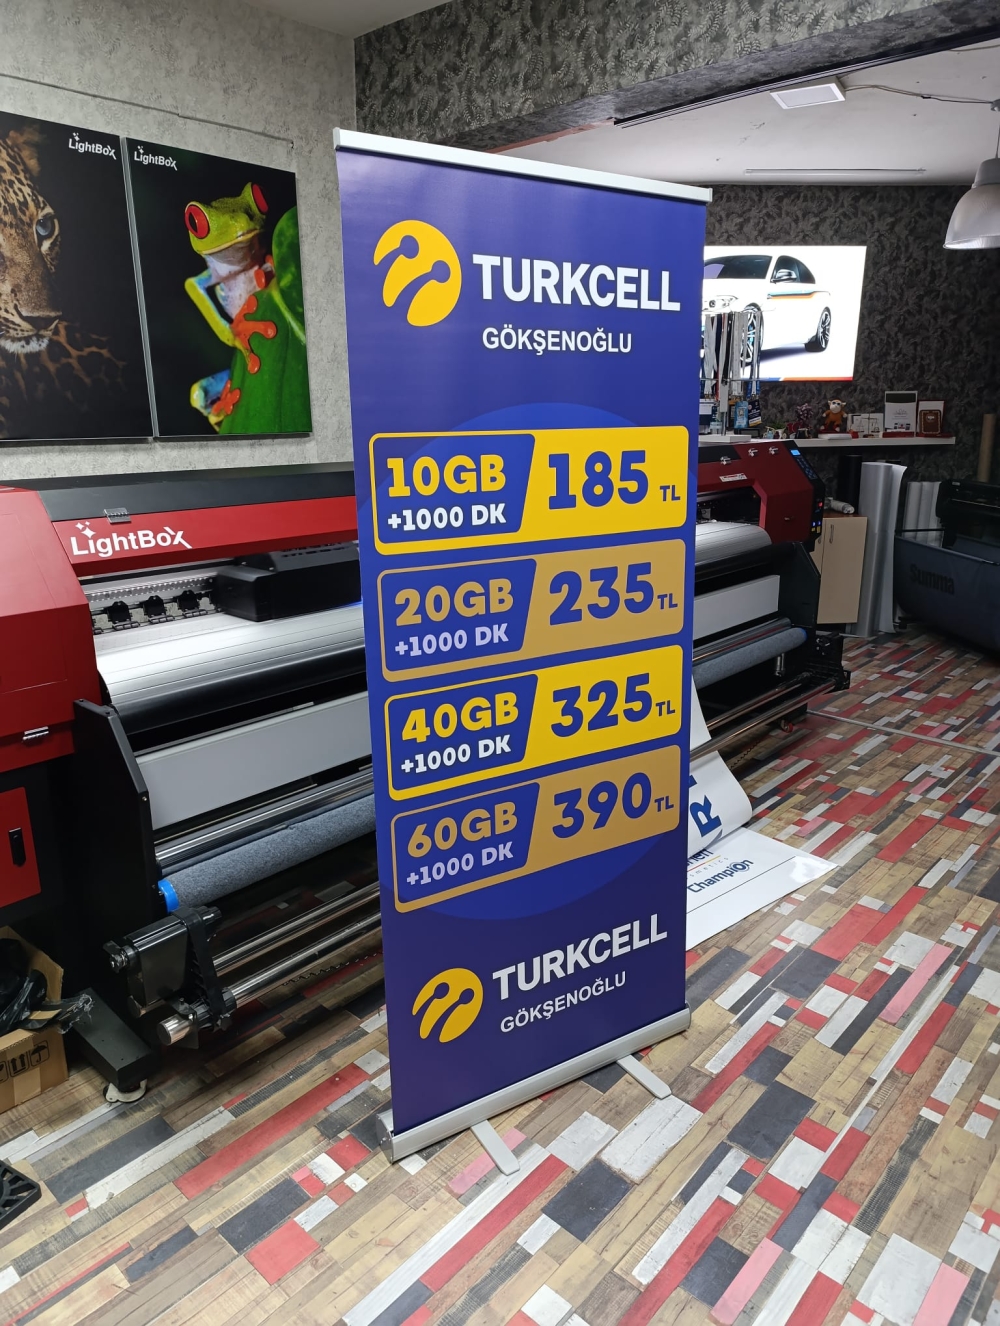 LightBox
LightBox
TURKCELL
GÖKŞENOĞLU
10GB
+1000 DK
185 TL
20GB
+1000 DK
235 TL
40GB
+1000 DK
325 TL
60GB
+1000 DK
390 TL
TURKCELL
GÖKŞENOĞLU
LightBox
Summa
R
Champion